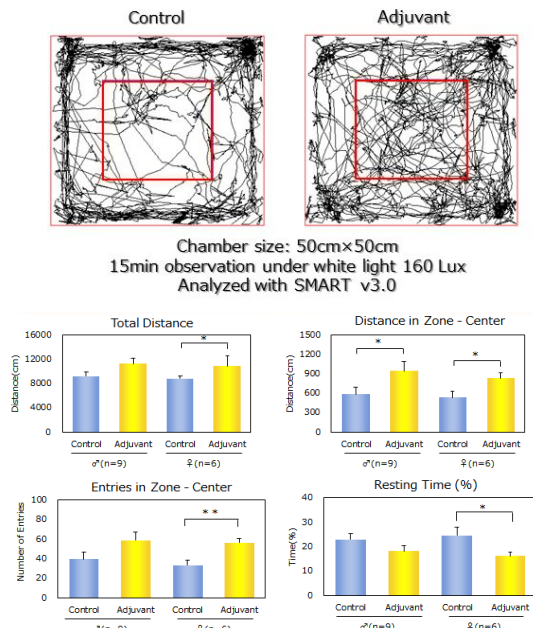 Control Adjuvant
Chamber size: 50cm×50cm
15min observation under white light 160 Lux
Analyzed with SMART v3.0
Total Distance
Distance(cm)
16000
12000
8000
4000
0
*
Control Adjuvant Control Adjuvant
♂(n=9) ♀(n=6)
Distance in Zone - Center
Distance(cm)
1500
1200
900
600
300
0
* *
Control Adjuvant Control Adjuvant
♂(n=9) ♀(n=6)
Entries in Zone - Center
Number of Entries
100
80
60
40
20
0
* *
Control Adjuvant Control Adjuvant
Resting Time (%)
Time(%)
40
30
20
10
0
*
Control Adjuvant Control Adjuvant
♂(n=9) ♀(n=6)